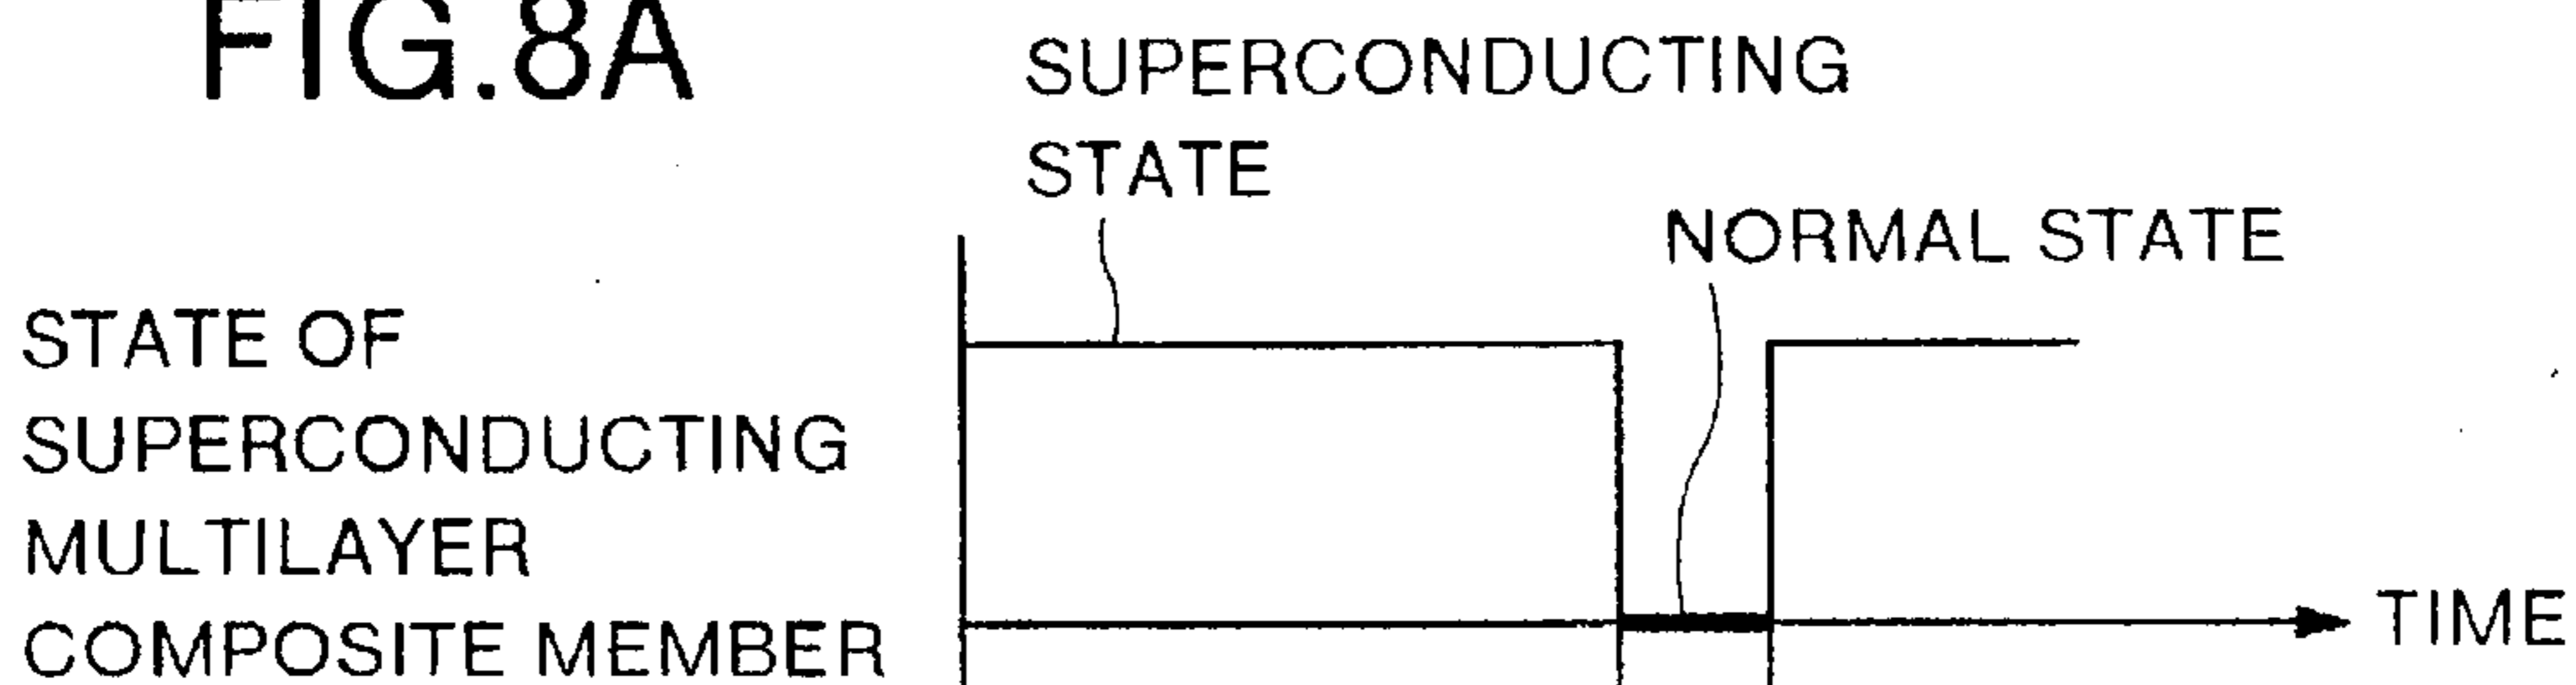 FIG.8A
SUPERCONDUCTING
STATE
NORMAL STATE
STATE OF
SUPERCONDUCTING
MULTILAYER
COMPOSITE MEMBER
TIME